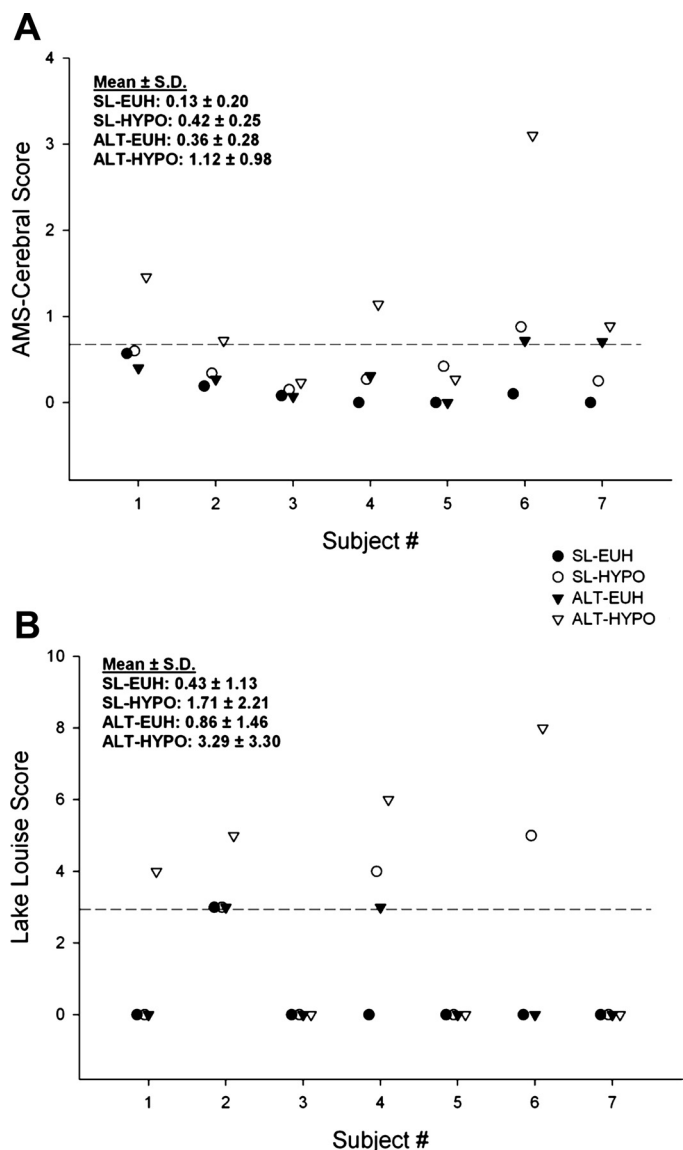 A
4
3
2
1
0
AMS-Cerebral Score
Mean ± S.D.
SL-EUH: 0.13 ± 0.20
SL-HYPO: 0.42 ± 0.25
ALT-EUH: 0.36 ± 0.28
ALT-HYPO: 1.12 ± 0.98
1 2 3 4 5 6 7
Subject #
SL-EUH
SL-HYPO
ALT-EUH
ALT-HYPO
B
10
8
6
4
2
0
Lake Louise Score
Mean ± S.D.
SL-EUH: 0.43 ± 1.13
SL-HYPO: 1.71 ± 2.21
ALT-EUH: 0.86 ± 1.46
ALT-HYPO: 3.29 ± 3.30
1 2 3 4 5 6 7
Subject #